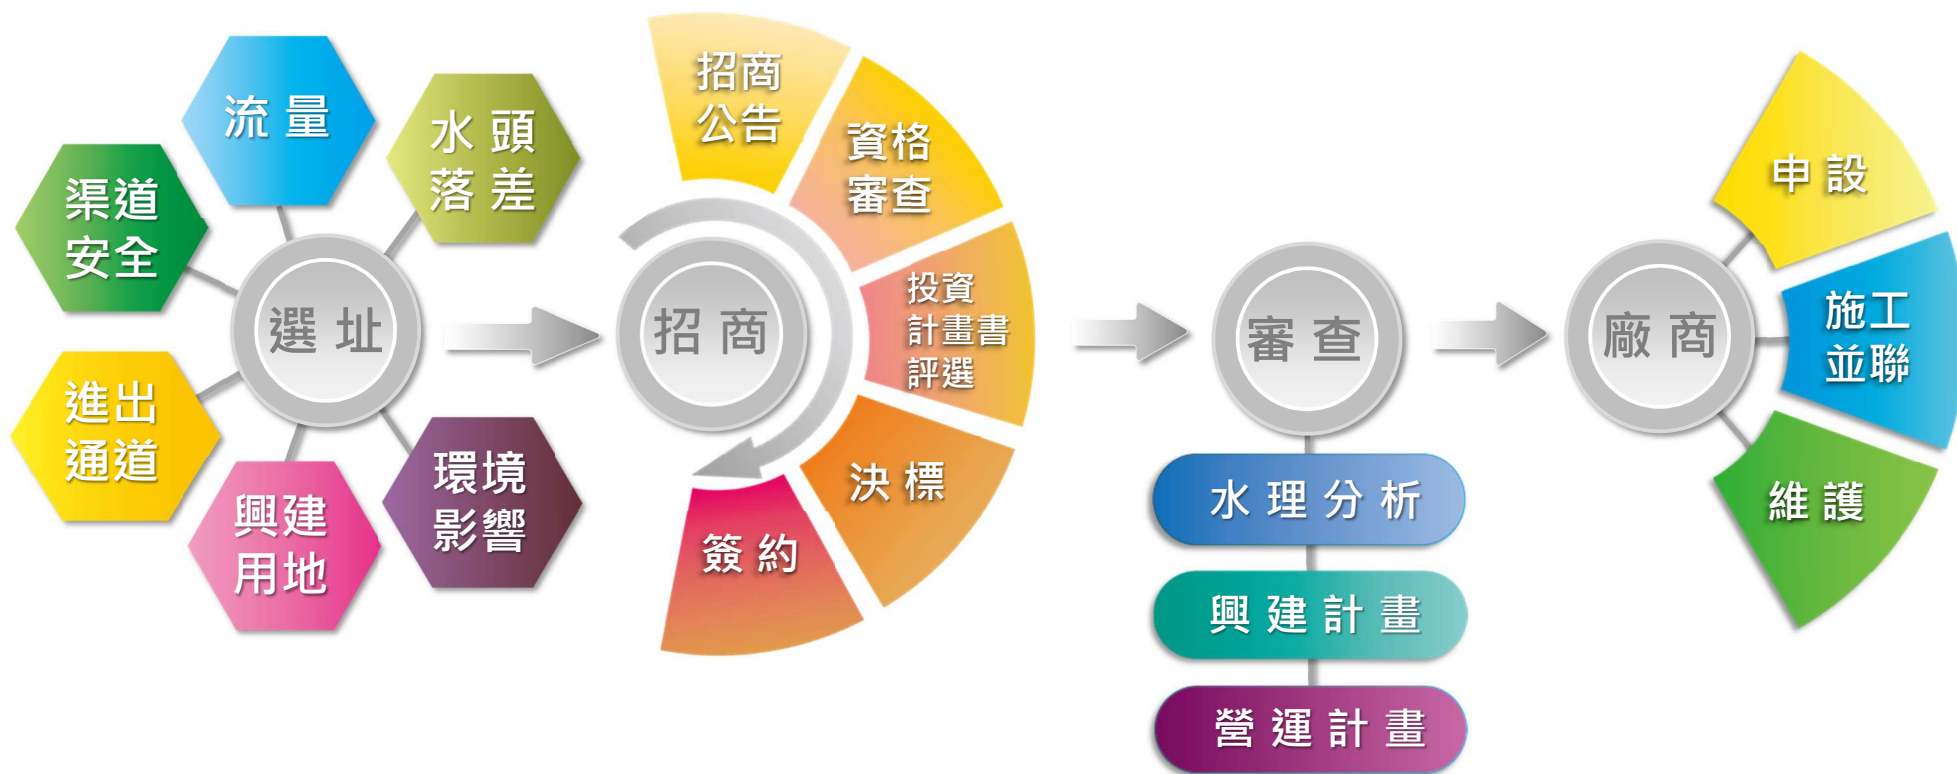 流量
水頭
落差
渠道
安全
選址
進出
通道
興建
用地
環境
影響
招商
招商
公告
資格
審查
投資
計畫書
評選
決標
簽約
審查
水理分析
興建計畫
營運計畫
廠商
申設
施工
並聯
維護